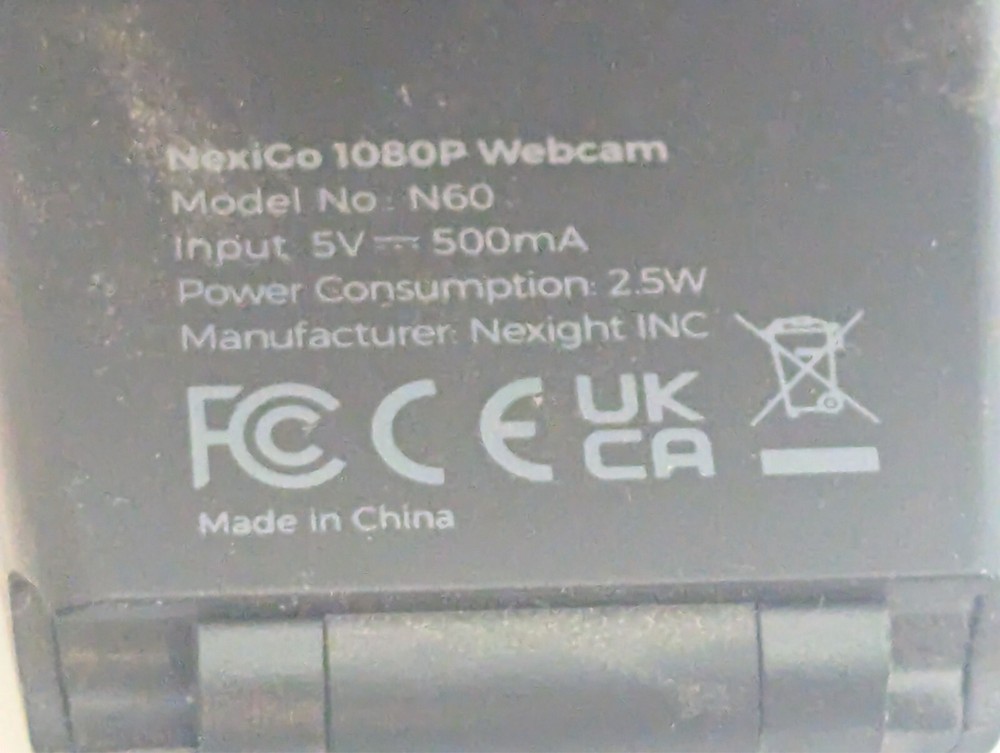 NexiGo 1080P Webcam
Model No: N60
Input: 5V⎓500mA
Power Consumption: 2.5W
Manufacturer: Nexight INC
FC CE UK
CA
Made in China